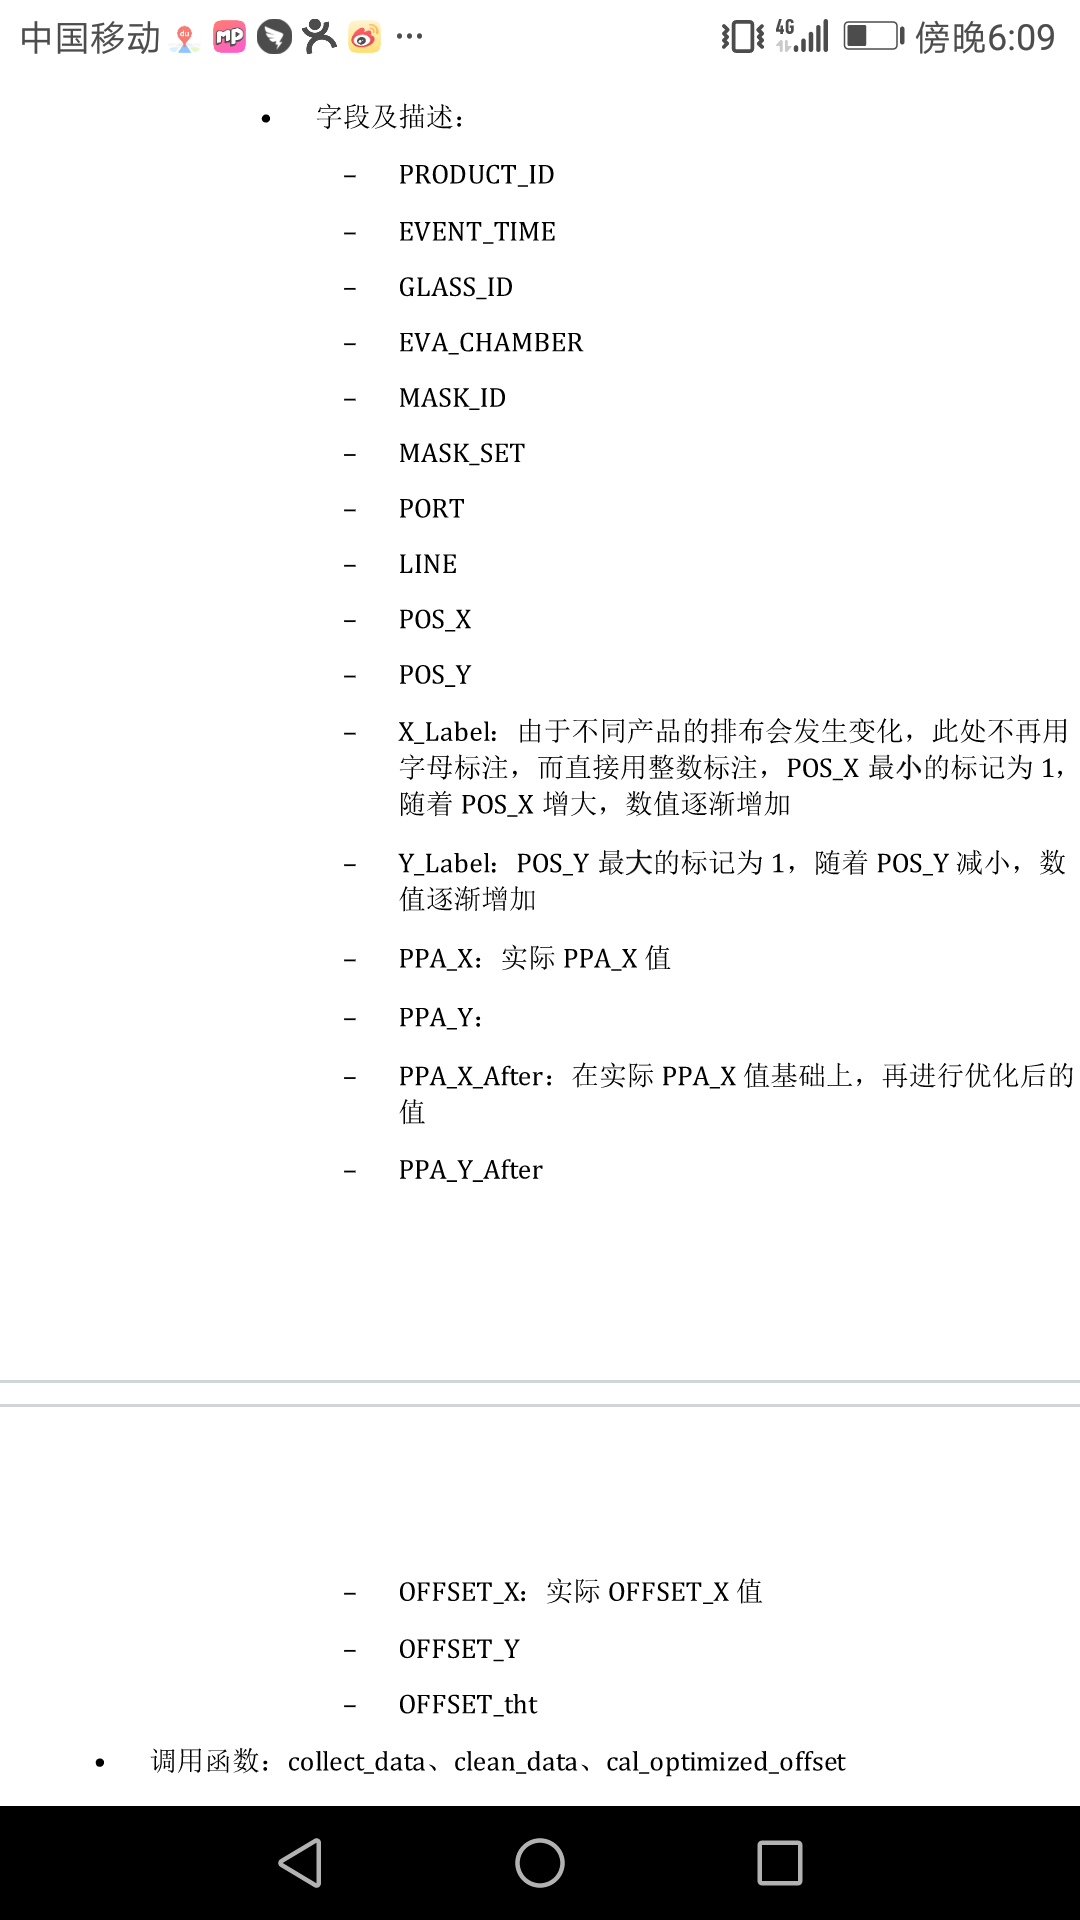 中国移动 du MP ... 4G 傍晚6:09
• 字段及描述：
– PRODUCT_ID
– EVENT_TIME
– GLASS_ID
– EVA_CHAMBER
– MASK_ID
– MASK_SET
– PORT
– LINE
– POS_X
– POS_Y
– X_Label：由于不同产品的排布会发生变化，此处不再用
字母标注，而直接用整数标注，POS_X 最小的标记为 1，
随着 POS_X 增大，数值逐渐增加
– Y_Label：POS_Y 最大的标记为 1，随着 POS_Y 减小，数
值逐渐增加
– PPA_X：实际 PPA_X 值
– PPA_Y：
– PPA_X_After：在实际 PPA_X 值基础上，再进行优化后的
值
– PPA_Y_After
– OFFSET_X：实际 OFFSET_X 值
– OFFSET_Y
– OFFSET_tht
• 调用函数：collect_data、clean_data、cal_optimized_offset